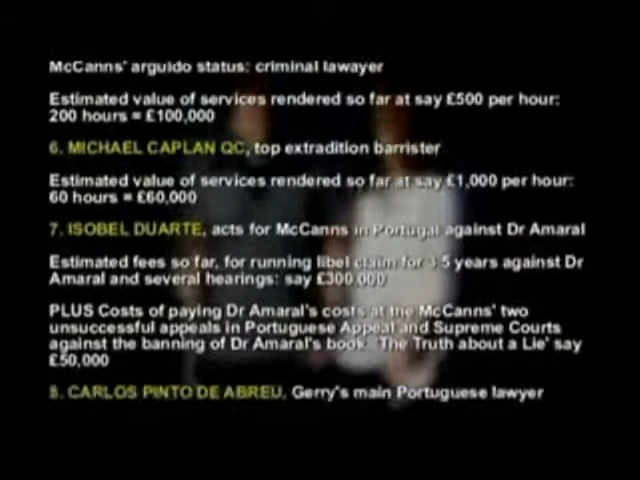 McCanns' arguido status: criminal lawayer
Estimated value of services rendered so far at say £500 per hour:
200 hours = £100,000
6. MICHAEL CAPLAN QC, top extradition barrister
Estimated value of services rendered so far at say £1,000 per hour:
60 hours = £60,000
7. ISOBEL DUARTE, acts for McCanns in Portugal against Dr Amaral
Estimated fees so far, for running libel claim for 3.5 years against Dr
Amaral and several hearings: say £300,000
PLUS Costs of paying Dr Amaral's costs at the McCanns' two
unsuccessful appeals in Portuguese Appeal and Supreme Courts
against the banning of Dr Amaral's book 'The Truth about a Lie' say
£50,000
8. CARLOS PINTO DE ABREU, Gerry's main Portuguese lawyer